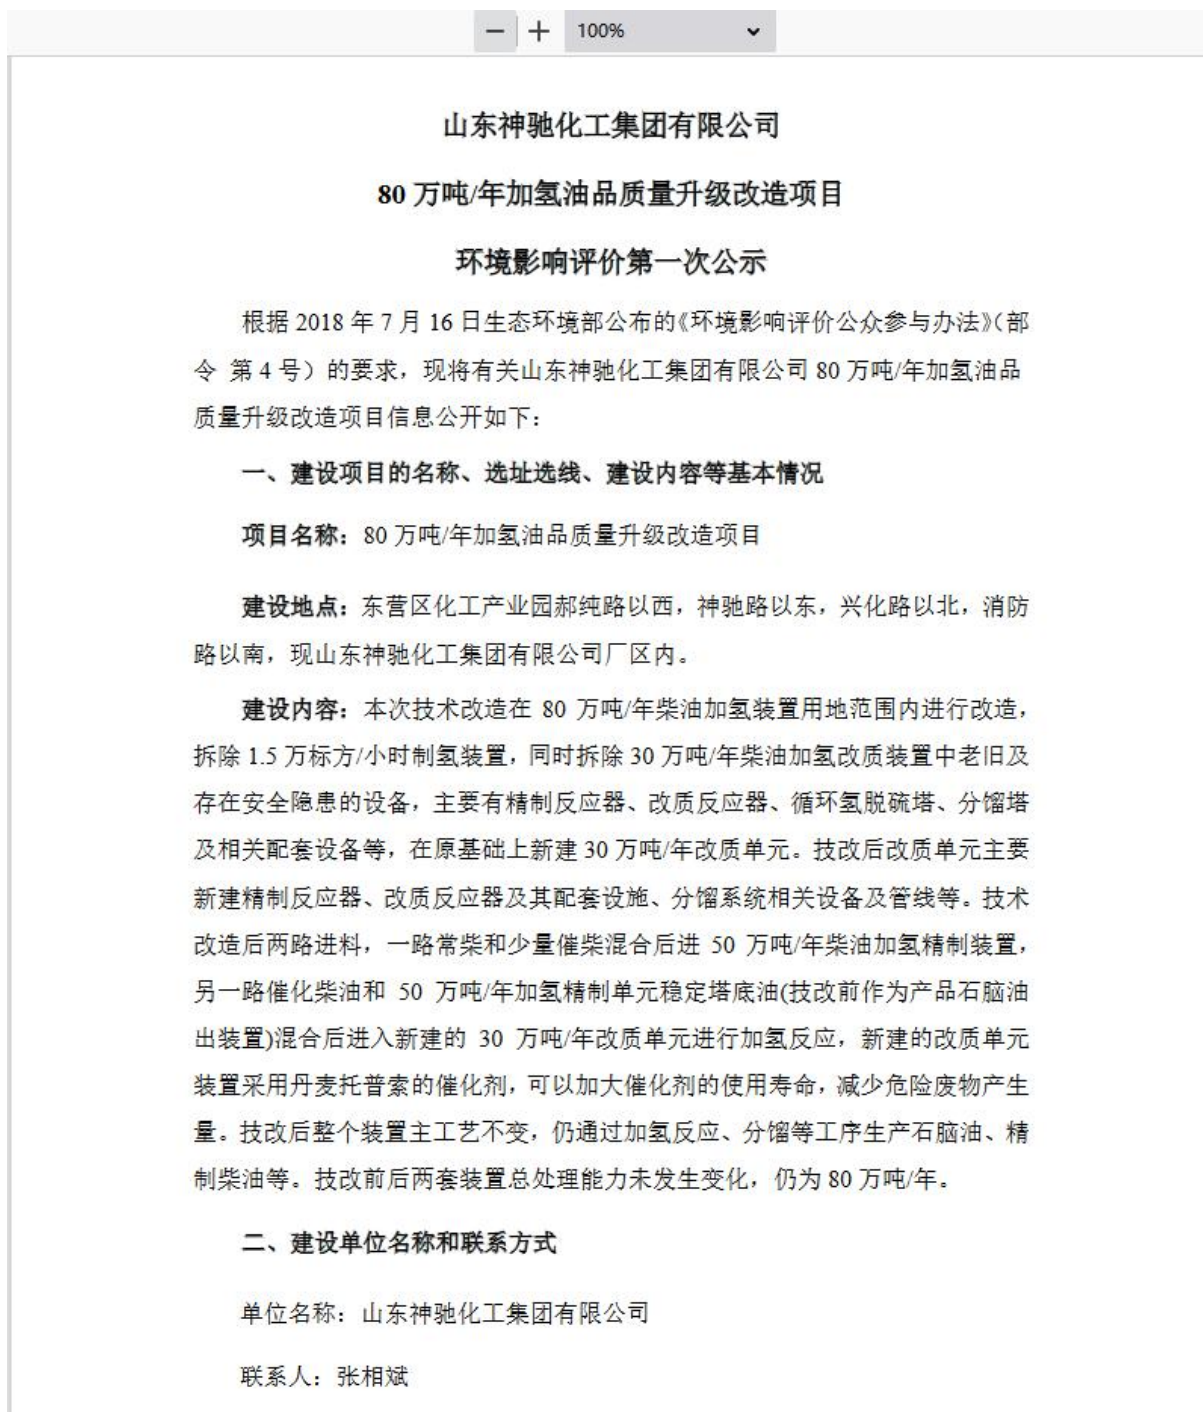 100%
山东神驰化工集团有限公司
80 万吨/年加氢油品质量升级改造项目
环境影响评价第一次公示
根据 2018 年 7 月 16 日生态环境部公布的《环境影响评价公众参与办法》（部
令 第 4 号）的要求，现将有关山东神驰化工集团有限公司 80 万吨/年加氢油品
质量升级改造项目信息公开如下：
一、建设项目的名称、选址选线、建设内容等基本情况
项目名称：80 万吨/年加氢油品质量升级改造项目
建设地点：东营区化工产业园郝纯路以西，神驰路以东，兴化路以北，消防
路以南，现山东神驰化工集团有限公司厂区内。
建设内容：本次技术改造在 80 万吨/年柴油加氢装置用地范围内进行改造，
拆除 1.5 万标方/小时制氢装置，同时拆除 30 万吨/年柴油加氢改质装置中老旧及
存在安全隐患的设备，主要有精制反应器、改质反应器、循环氢脱硫塔、分馏塔
及相关配套设备等，在原基础上新建 30 万吨/年改质单元。技改后改质单元主要
新建精制反应器、改质反应器及其配套设施、分馏系统相关设备及管线等。技术
改造后两路进料，一路常柴和少量催柴混合后进 50 万吨/年柴油加氢精制装置，
另一路催化柴油和 50 万吨/年加氢精制单元稳定塔底油(技改前作为产品石脑油
出装置)混合后进入新建的 30 万吨/年改质单元进行加氢反应，新建的改质单元
装置采用丹麦托普索的催化剂，可以加大催化剂的使用寿命，减少危险废物产生
量。技改后整个装置主工艺不变，仍通过加氢反应、分馏等工序生产石脑油、精
制柴油等。技改前后两套装置总处理能力未发生变化，仍为 80 万吨/年。
二、建设单位名称和联系方式
单位名称：山东神驰化工集团有限公司
联系人：张相斌